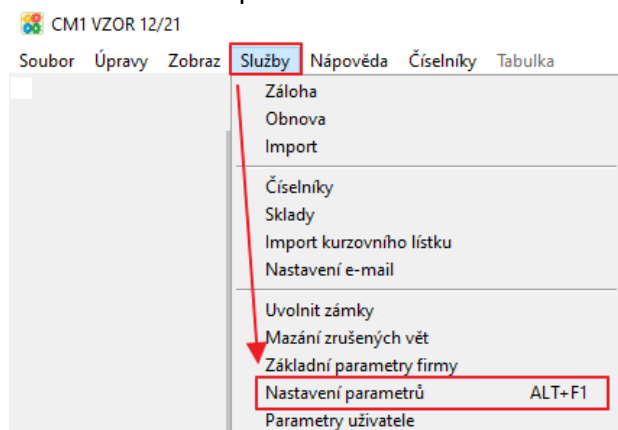 CM1 VZOR 12/21
Soubor Úpravy Zobraz Služby Nápověda Číselníky Tabulka
Záloha
Obnova
Import
Číselníky
Sklady
Import kurzovního lístku
Nastavení e-mail
Uvolnit zámky
Mazání zrušených vět
Základní parametry firmy
Nastavení parametrů ALT+F1
Parametry uživatele